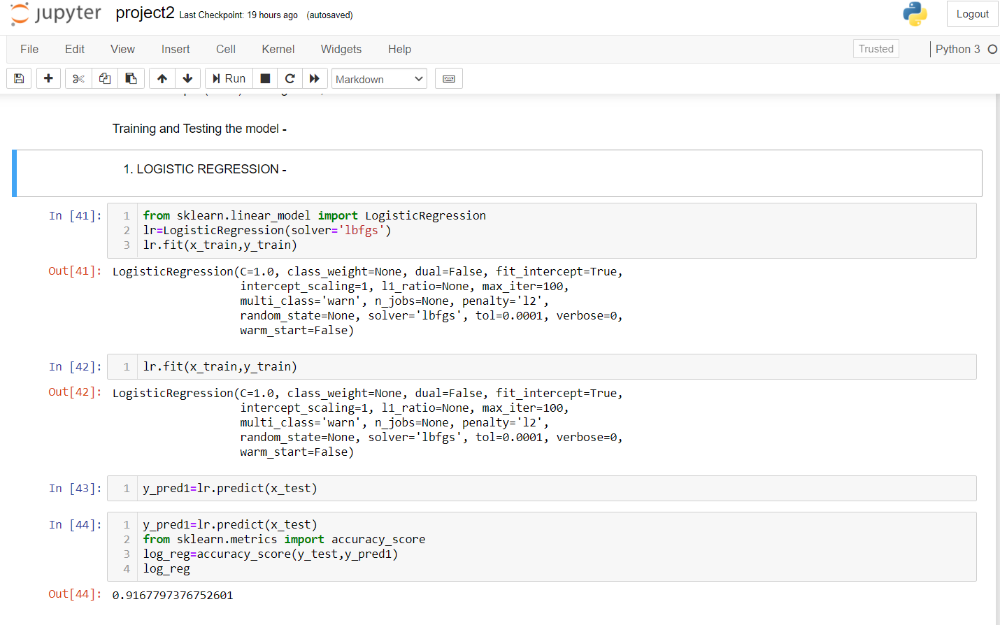 jupyter project2 Last Checkpoint: 19 hours ago (autosaved) Logout
File Edit View Insert Cell Kernel Widgets Help Trusted Python 3
Run Markdown
Training and Testing the model -
1. LOGISTIC REGRESSION -
In [41]: 1 from sklearn.linear_model import LogisticRegression
2 lr=LogisticRegression(solver='lbfgs')
3 lr.fit(x_train,y_train)
Out[41]: LogisticRegression(C=1.0, class_weight=None, dual=False, fit_intercept=True,
intercept_scaling=1, l1_ratio=None, max_iter=100,
multi_class='warn', n_jobs=None, penalty='l2',
random_state=None, solver='lbfgs', tol=0.0001, verbose=0,
warm_start=False)
In [42]: 1 lr.fit(x_train,y_train)
Out[42]: LogisticRegression(C=1.0, class_weight=None, dual=False, fit_intercept=True,
intercept_scaling=1, l1_ratio=None, max_iter=100,
multi_class='warn', n_jobs=None, penalty='l2',
random_state=None, solver='lbfgs', tol=0.0001, verbose=0,
warm_start=False)
In [43]: 1 y_pred1=lr.predict(x_test)
In [44]: 1 y_pred1=lr.predict(x_test)
2 from sklearn.metrics import accuracy_score
3 log_reg=accuracy_score(y_test,y_pred1)
4 log_reg
Out[44]: 0.9167797376752601